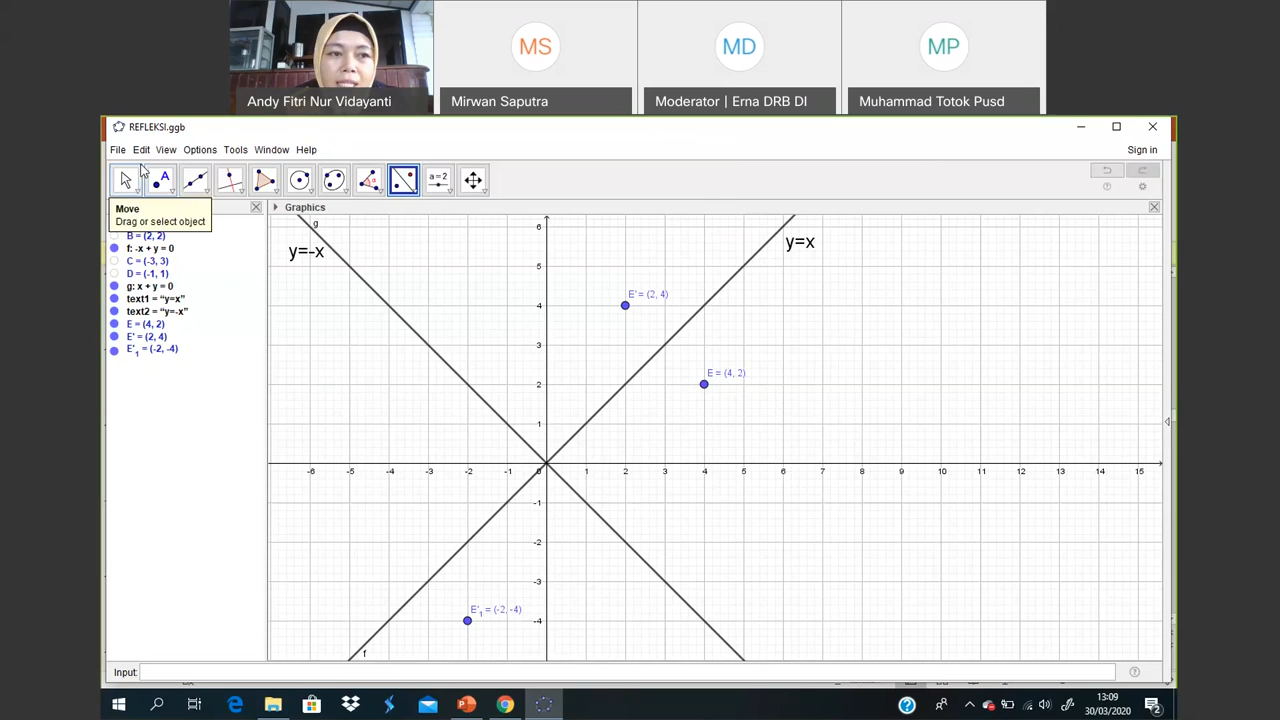 MS
MD
MP
Andy Fitri Nur Vidayanti
Mirwan Saputra
Moderator | Erna DRB DI
Muhammad Totok Pusd
REFLEKSI.ggb
File Edit View Options Tools Window Help
Sign in
A
a=2
Move
Drag or select object
Graphics
B = (2, 2)
f: -x + y = 0
C = (-3, 3)
D = (-1, 1)
g: x + y = 0
text1 = “y=x”
text2 = “y=-x”
E = (4, 2)
E' = (2, 4)
E'1 = (-2, -4)
g
y=-x
y=x
E' = (2, 4)
E = (4, 2)
E'1 = (-2, -4)
f
6
5
4
3
2
1
-6 -5 -4 -3 -2 -1 0 1 2 3 4 5 6 7 8 9 10 11 12 13 14 15
-1
-2
-3
-4
Input:
13:09
30/03/2020
2